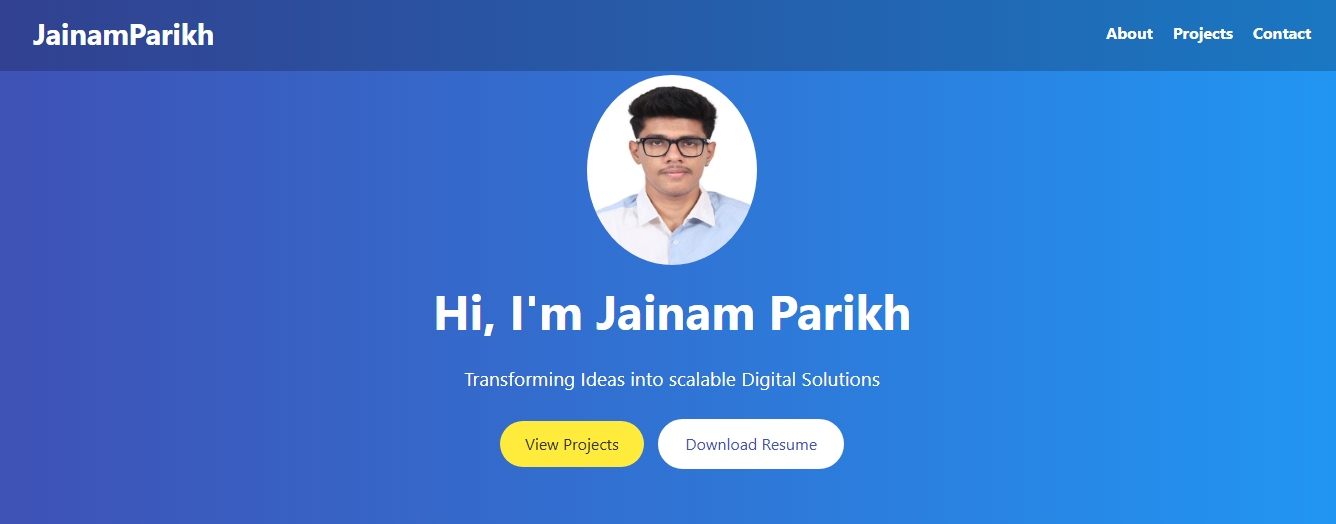 JainamParikh
About Projects Contact
Hi, I'm Jainam Parikh
Transforming Ideas into scalable Digital Solutions
View Projects
Download Resume